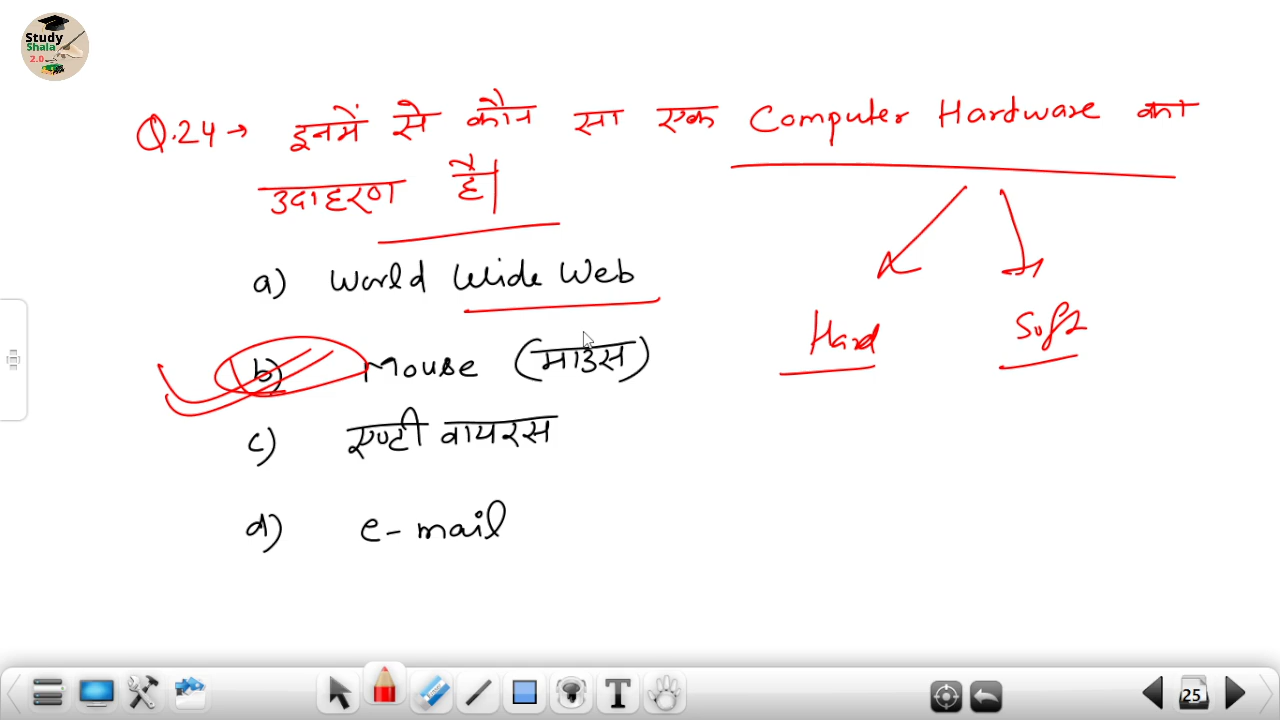 Study
Shala
2.0
Q.24→ इनमें से कौन सा एक Computer Hardware का
उदाहरण है।
a) World Wide Web
b) Mouse (माउस)
c) एण्टी वायरस
d) e-mail
Hard
Soft
T
25